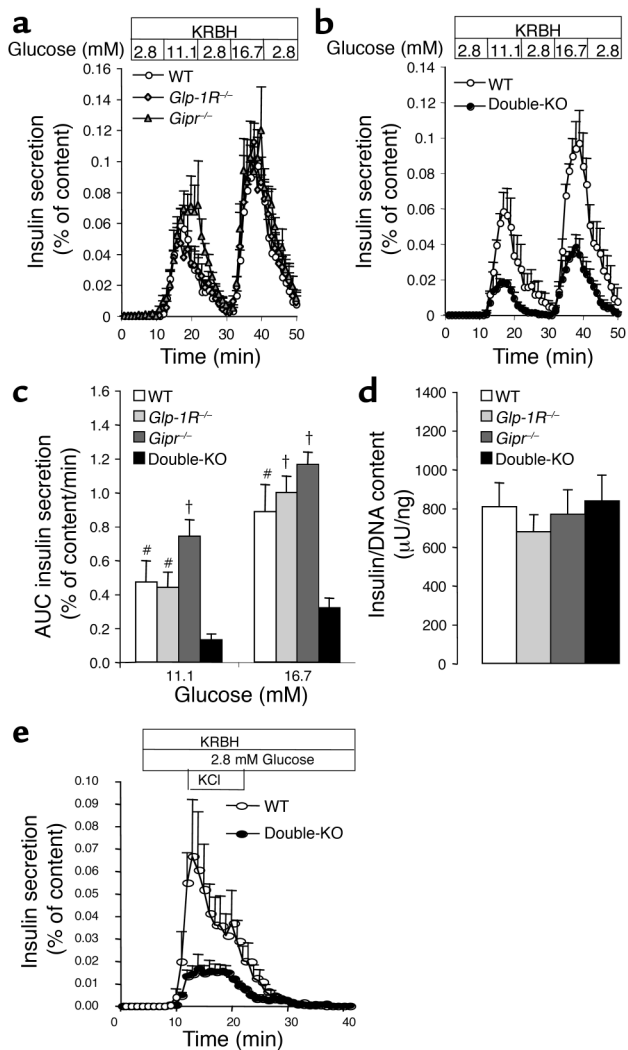 a
KRBH
Glucose (mM)
2.8 11.1 2.8 16.7 2.8
WT
Glp-1R–/–
Gipr–/–
Insulin secretion
(% of content)
0.16
0.14
0.12
0.1
0.08
0.06
0.04
0.02
0
0 10 20 30 40 50
Time (min)
b
KRBH
Glucose (mM)
2.8 11.1 2.8 16.7 2.8
WT
Double-KO
Insulin secretion
(% of content)
0.16
0.14
0.12
0.1
0.08
0.06
0.04
0.02
0
0 10 20 30 40 50
Time (min)
c
WT
Glp-1R–/–
Gipr–/–
Double-KO
AUC insulin secretion
(% of content/min)
1.6
1.4
1.2
1.0
0.8
0.6
0.4
0.2
0.0
# # †
# † †
11.1 16.7
Glucose (mM)
d
WT
Glp-1R–/–
Gipr–/–
Double-KO
Insulin/DNA content
(μU/ng)
1400
1200
1000
800
600
400
200
0
e
KRBH
2.8 mM Glucose
KCl
WT
Double-KO
Insulin secretion
(% of content)
0.10
0.09
0.08
0.07
0.06
0.05
0.04
0.03
0.02
0.01
0.00
0 10 20 30 40
Time (min)